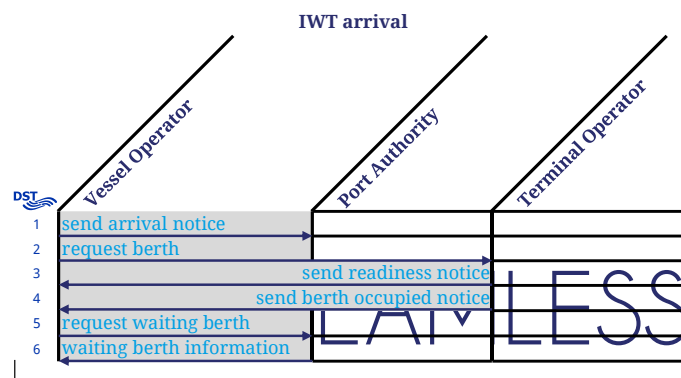 IWT arrival
Vessel Operator
Port Authority
Terminal Operator
DST
1 send arrival notice
2 request berth
3 send readiness notice
4 send berth occupied notice
5 request waiting berth
6 waiting berth information
LAMLESS